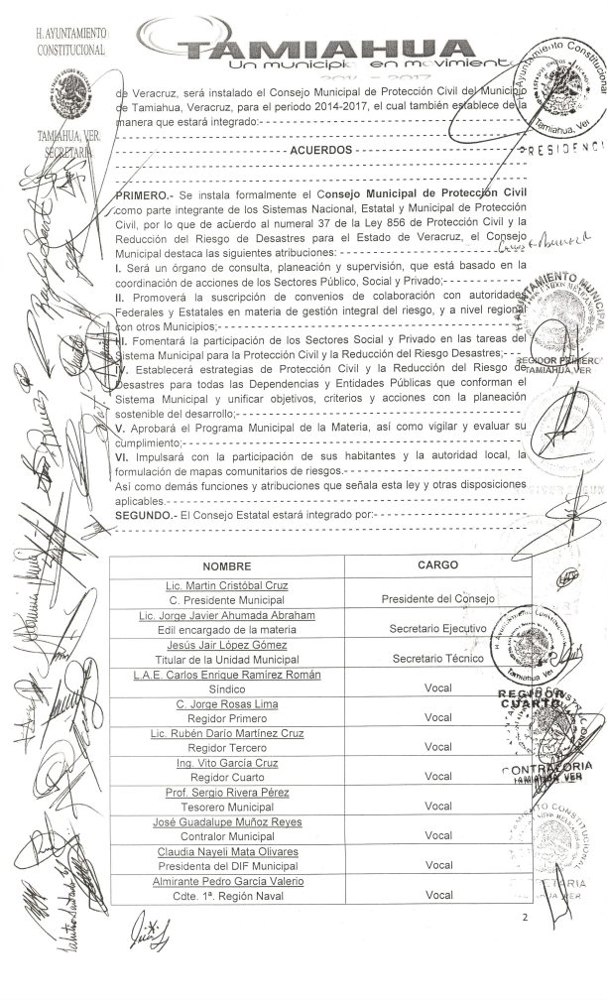 H. AYUNTAMIENTO
CONSTITUCIONAL
TAMIAHUA
Un municipio en movimiento
2014 - 2017
TAMIAHUA, VER.
SECRETARIA
de Veracruz, será instalado el Consejo Municipal de Protección Civil del Municipio
de Tamiahua, Veracruz, para el periodo 2014-2017, el cual también establece de la
manera que estará integrado:- - - - - - - - - - - - - - - - - - - - - - - - - - - - - - - -
- - - - - - - - - - - - - - - - - - - - - - - - - - - - - - - - - - - - - - - - - - - - - - - -
- - - - - - - - - - - - - - - - - - - - ACUERDOS - - - - - - - - - - - - - - - - - - - -
- - - - - - - - - - - - - - - - - - - - - - - - - - - - - - - - - - - - - - - - - - - - - - - -
- - - - - - - - - - - - - - - - - - - - - - - - - - - - - - - - - - - - - - - - - - - - - - - -
PRIMERO.- Se instala formalmente el Consejo Municipal de Protección Civil
como parte integrante de los Sistemas Nacional, Estatal y Municipal de Protección
Civil, por lo que de acuerdo al numeral 37 de la Ley 856 de Protección Civil y la
Reducción del Riesgo de Desastres para el Estado de Veracruz, el Consejo
Municipal destaca las siguientes atribuciones: - - - - - - - - - - - - - - - - - - - -
I. Será un órgano de consulta, planeación y supervisión, que está basado en la
coordinación de acciones de los Sectores Público, Social y Privado;- - - - - - - -
II. Promoverá la suscripción de convenios de colaboración con autoridades
Federales y Estatales en materia de gestión integral del riesgo, y a nivel regional
con otros Municipios;- - - - - - - - - - - - - - - - - - - - - - - - - - - - - - - - - - - -
III. Fomentará la participación de los Sectores Social y Privado en las tareas del
Sistema Municipal para la Protección Civil y la Reducción del Riesgo Desastres;- -
IV. Establecerá estrategias de Protección Civil y la Reducción del Riesgo de
Desastres para todas las Dependencias y Entidades Públicas que conforman el
Sistema Municipal y unificar objetivos, criterios y acciones con la planeación
sostenible del desarrollo;- - - - - - - - - - - - - - - - - - - - - - - - - - - - - - - - - -
V. Aprobará el Programa Municipal de la Materia, así como vigilar y evaluar su
cumplimiento;- - - - - - - - - - - - - - - - - - - - - - - - - - - - - - - - - - - - - - - -
VI. Impulsará con la participación de sus habitantes y la autoridad local, la
formulación de mapas comunitarios de riesgos.- - - - - - - - - - - - - - - - - - - -
Así como demás funciones y atribuciones que señala esta ley y otras disposiciones
aplicables.- - - - - - - - - - - - - - - - - - - - - - - - - - - - - - - - - - - - - - - - - -
SEGUNDO.- El Consejo Estatal estará integrado por:- - - - - - - - - - - - - - - - -
- - - - - - - - - - - - - - - - - - - - - - - - - - - - - - - - - - - - - - - - - - - - - - - -
NOMBRE CARGO
Lic. Martin Cristóbal Cruz
C. Presidente Municipal Presidente del Consejo
Lic. Jorge Javier Ahumada Abraham
Edil encargado de la materia Secretario Ejecutivo
Jesús Jair López Gómez
Titular de la Unidad Municipal Secretario Técnico
L.A.E. Carlos Enrique Ramírez Román
Síndico Vocal
C. Jorge Rosas Lima
Regidor Primero Vocal
Lic. Rubén Darío Martínez Cruz
Regidor Tercero Vocal
Ing. Vito García Cruz
Regidor Cuarto Vocal
Prof. Sergio Rivera Pérez
Tesorero Municipal Vocal
José Guadalupe Muñoz Reyes
Contralor Municipal Vocal
Claudia Nayeli Mata Olivares
Presidenta del DIF Municipal Vocal
Almirante Pedro García Valerio
Cdte. 1ª. Región Naval Vocal
2
Ayuntamiento Constitucional
Tamiahua, Ver
PRESIDENCI
AYUNTAMIENTO MUNICIPAL
REGIDOR PRIMERO
TAMIAHUA, VER
H. Ayuntamiento Constitucional
Tamiahua Ver
REGIDOR
CUARTO
CONTRALORIA
TAMIAHUA VER